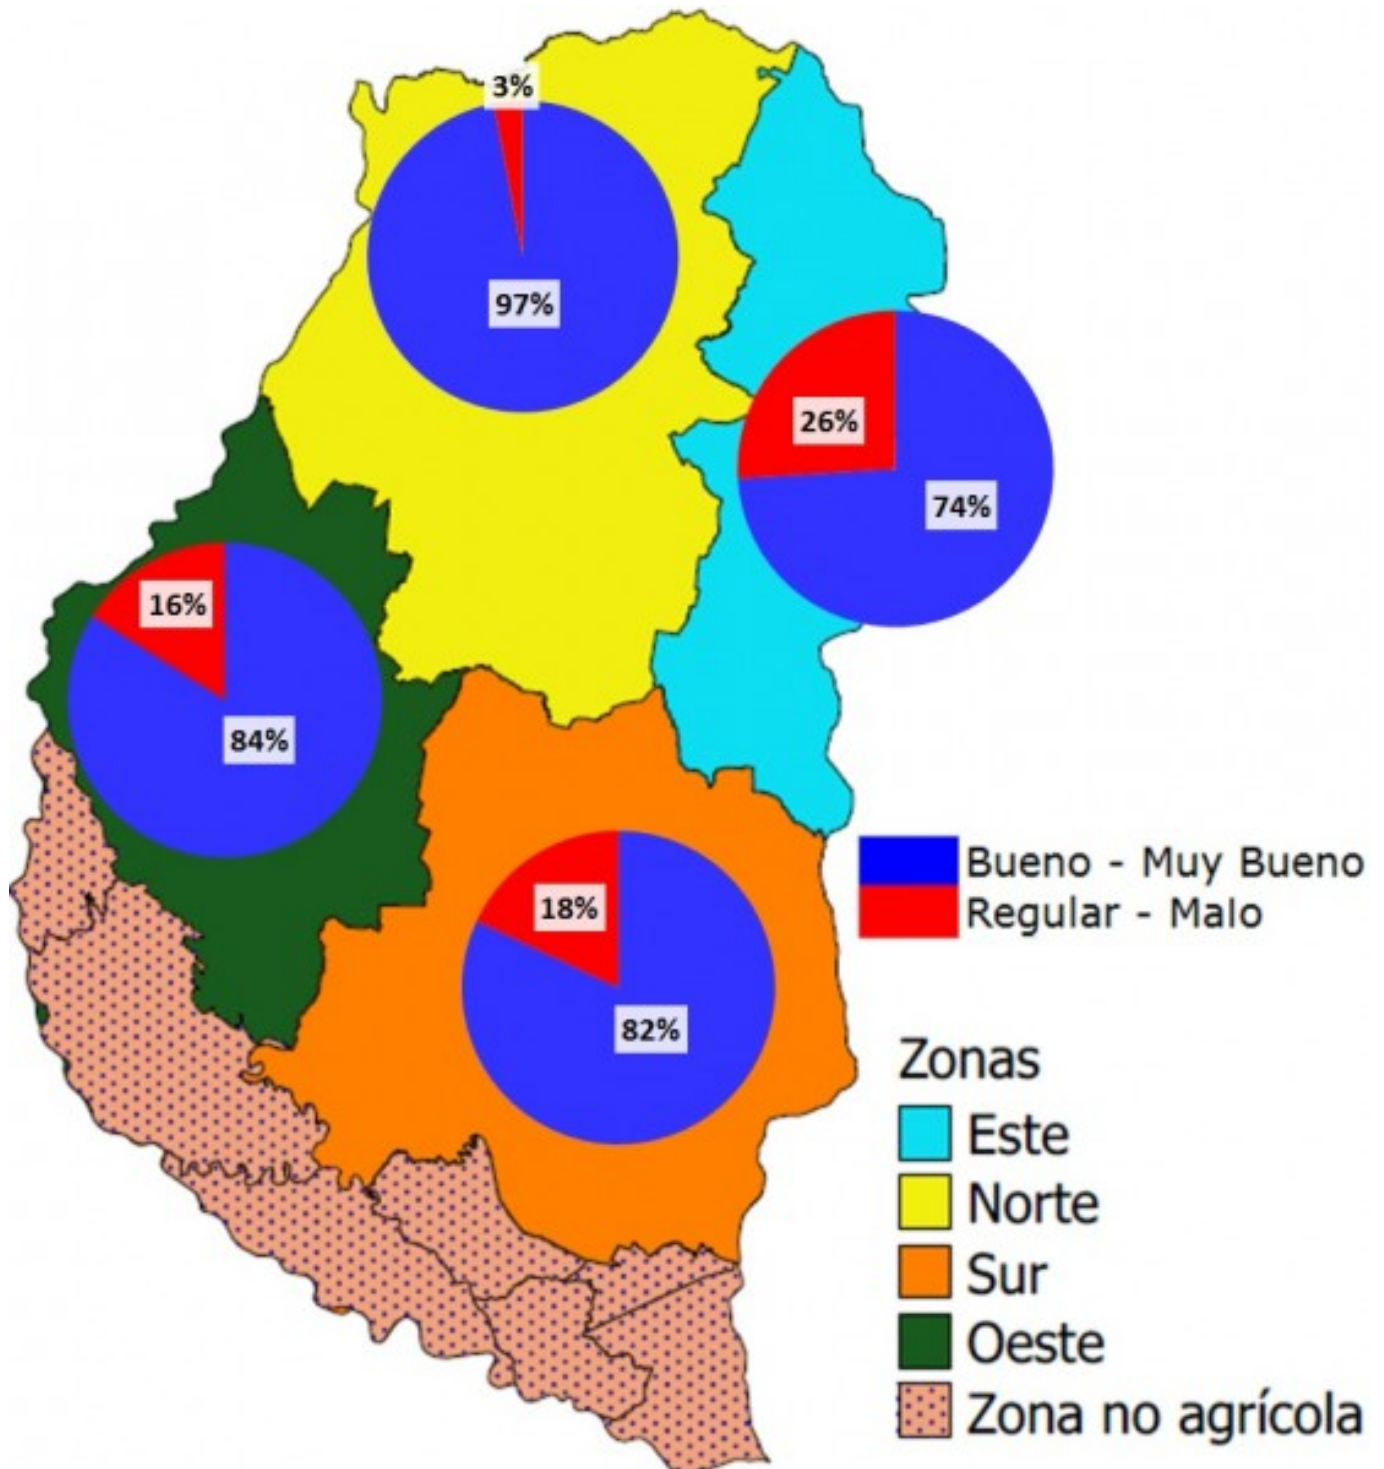 3%
97%
26%
74%
16%
84%
18%
82%
Bueno - Muy Bueno
Regular - Malo
Zonas
Este
Norte
Sur
Oeste
Zona no agrícola